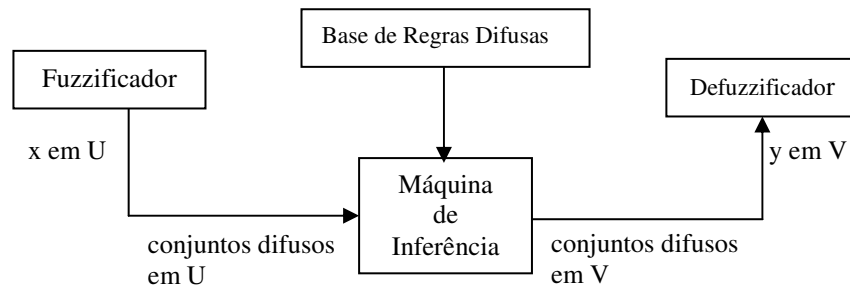 Base de Regras Difusas
Fuzzificador
Defuzzificador
x em U
y em V
Máquina
de
Inferência
conjuntos difusos
em U
conjuntos difusos
em V